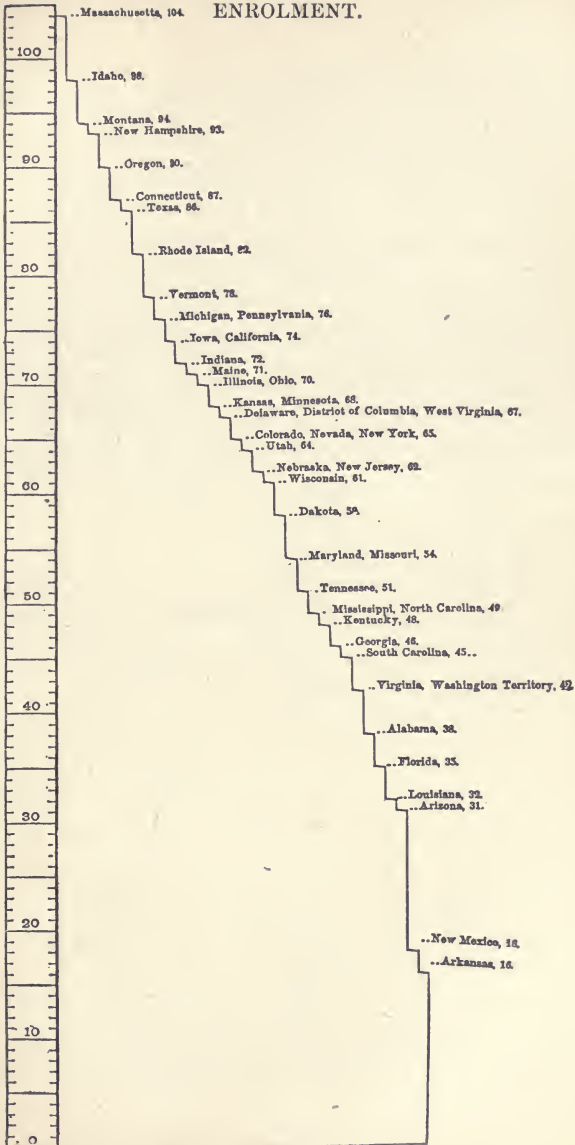 ENROLMENT.
..Massachusetts, 104.
100
..Idaho, 98.
..Montana, 94.
..New Hampshire, 93.
90
..Oregon, 90.
..Connecticut, 87.
..Texas, 86.
..Rhode Island, 82.
80
..Vermont, 78.
..Michigan, Pennsylvania, 76.
..Iowa, California, 74.
..Indiana, 72.
..Maine, 71.
70
..Illinois, Ohio, 70.
..Kansas, Minnesota, 68.
..Delaware, District of Columbia, West Virginia, 67.
..Colorado, Nevada, New York, 65.
..Utah, 64.
..Nebraska, New Jersey, 62.
..Wisconsin, 61.
60
..Dakota, 58.
..Maryland, Missouri, 54.
..Tennessee, 51.
50
Mississippi, North Carolina, 49.
..Kentucky, 48.
..Georgia, 46.
..South Carolina, 45..
..Virginia, Washington Territory, 42.
40
..Alabama, 38.
..Florida, 35.
..Louisiana, 32.
..Arizona, 31.
30
20
..New Mexico, 18.
..Arkansas, 16.
10
0